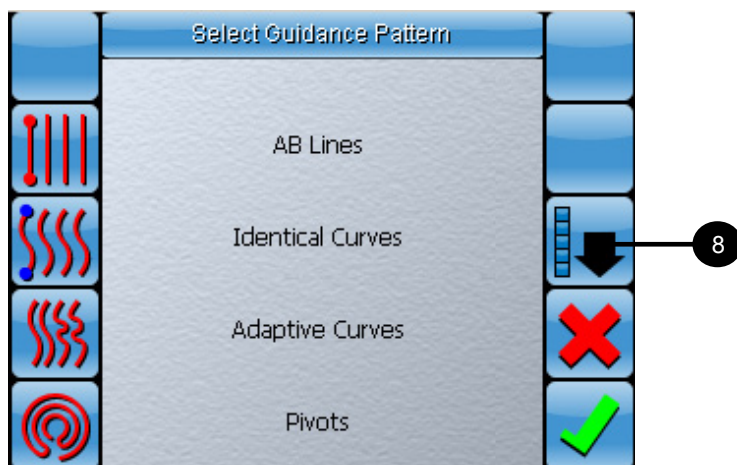 Select Guidance Pattern
AB Lines
Identical Curves
8
Adaptive Curves
Pivots